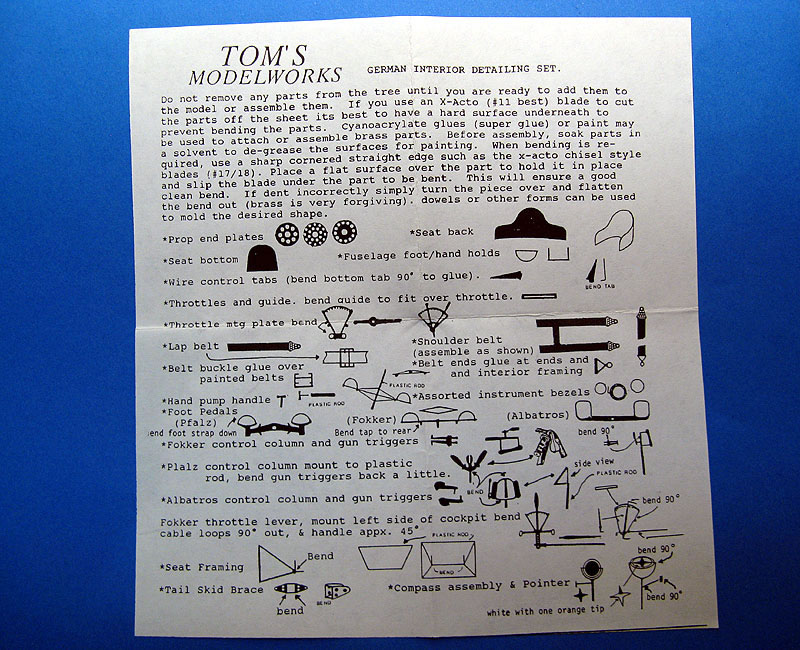 TOM'S
MODELWORKS
GERMAN INTERIOR DETAILING SET.
Do not remove any parts from the tree until you are ready to add them to
the model or assemble them. If you use an X-Acto (#11 best) blade to cut
the parts off the sheet its best to have a hard surface underneath to
prevent bending the parts. Cyanoacrylate glues (super glue) or paint may
be used to attach or assemble brass parts. Before assembly, soak parts in
a solvent to de-grease the surfaces for painting. When bending is re-
quired, use a sharp cornered straight edge such as the x-acto chisel style
blades (#17/18). Place a flat surface over the part to hold it in place
and slip the blade under the part to be bent. This will ensure a good
clean bend. If dent incorrectly simply turn the piece over and flatten
the bend out (brass is very forgiving). dowels or other forms can be used
to mold the desired shape.
*Prop end plates
*Seat back
*Seat bottom
*Fuselage foot/hand holds
*Wire control tabs (bend bottom tab 90° to glue).
BEND TAB
*Throttles and guide. bend guide to fit over throttle.
*Throttle mtg plate bend
*Lap belt
*Shoulder belt
(assemble as shown)
*Belt buckle glue over
painted belts
*Belt ends glue at ends and
and interior framing
PLASTIC ROD
*Hand pump handle
PLASTIC ROD
*Assorted instrument bezels
*Foot Pedals
(Pfalz)
(Fokker)
(Albatros)
bend foot strap down
Bend tap to rear
*Fokker control column and gun triggers
bend 90°
*Plalz control column mount to plastic
rod, bend gun triggers back a little.
side view
PLASTIC ROD
BEND
*Albatros control column and gun triggers
bend 90°
Fokker throttle lever, mount left side of cockpit bend
cable loops 90° out, & handle appx. 45°
PLASTIC ROD
*Seat Framing
Bend
BEND
bend 90°
*Tail Skid Brace
BEND
*Compass assembly & Pointer
bend 90°
bend
white with one orange tip